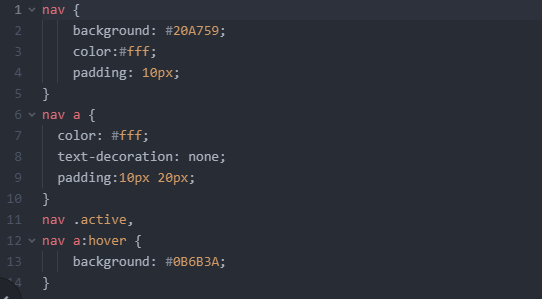 1 nav {
2 background: #20A759;
3 color:#fff;
4 padding: 10px;
5 }
6 nav a {
7 color: #fff;
8 text-decoration: none;
9 padding:10px 20px;
10 }
11 nav .active,
12 nav a:hover {
13 background: #0B6B3A;
14 }